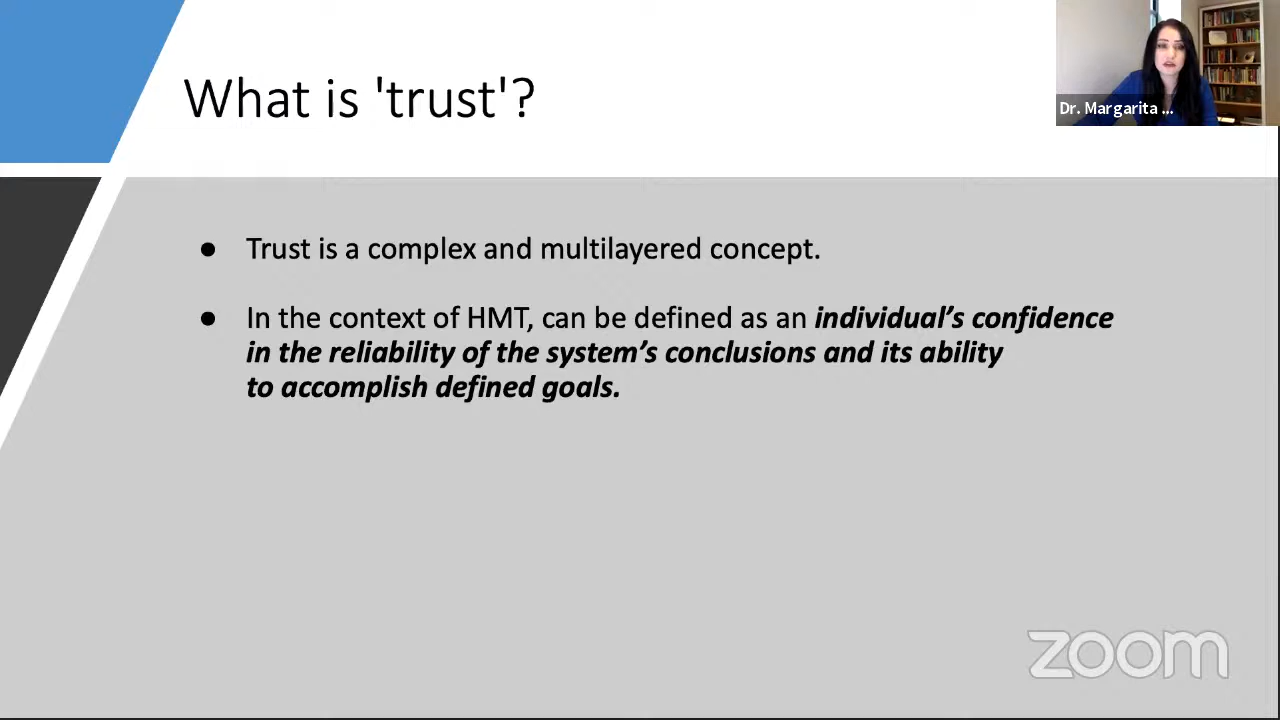 What is 'trust'?
Dr. Margarita ...
● Trust is a complex and multilayered concept.
● In the context of HMT, can be defined as an individual's confidence
in the reliability of the system's conclusions and its ability
to accomplish defined goals.
zoom